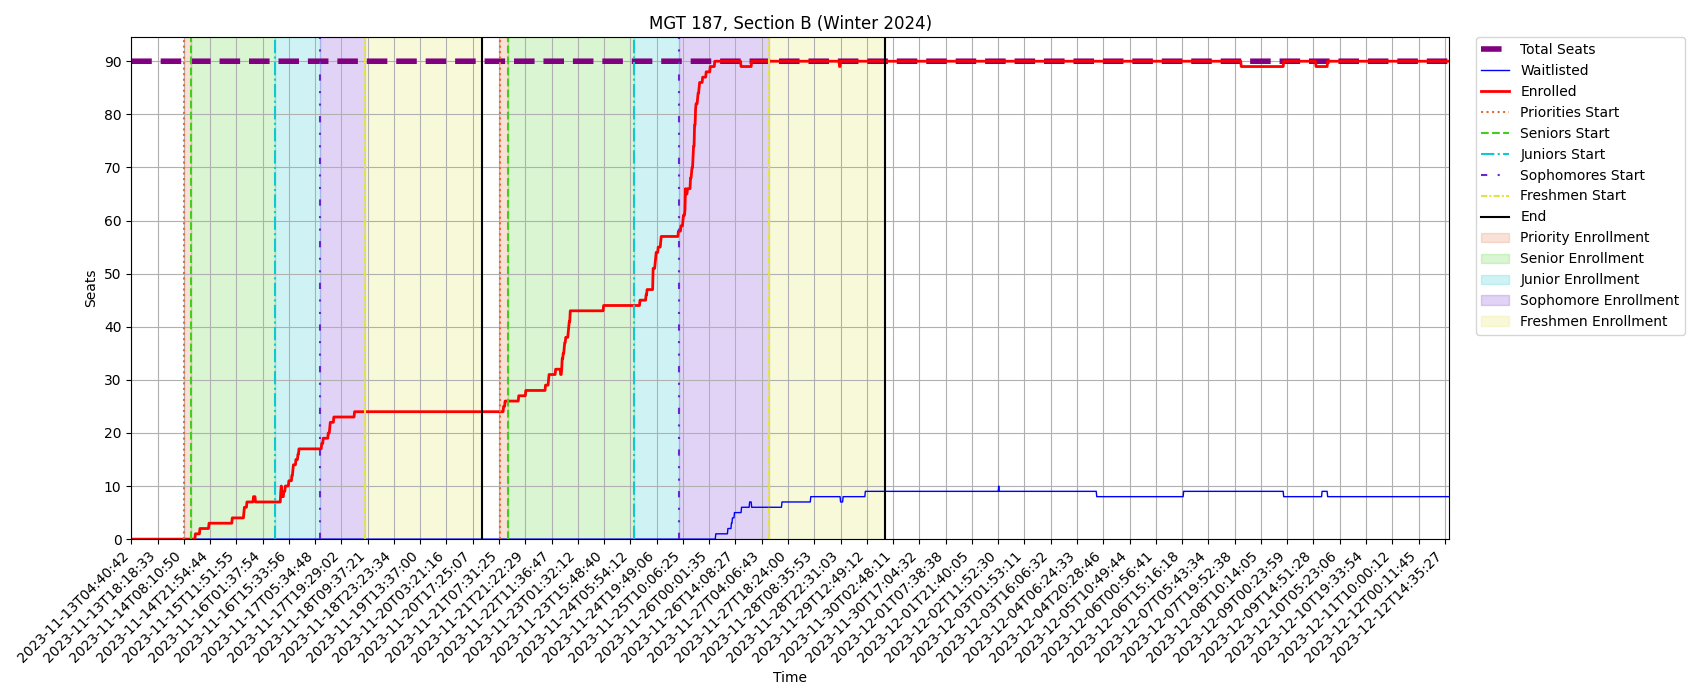 MGT 187, Section B (Winter 2024)
Seats
90
80
70
60
50
40
30
20
10
0
2023-11-13T04:40:42
2023-11-13T18:18:33
2023-11-14T08:10:50
2023-11-14T21:54:44
2023-11-15T11:51:55
2023-11-16T01:37:54
2023-11-16T15:33:56
2023-11-17T05:34:48
2023-11-17T19:29:02
2023-11-18T09:37:21
2023-11-18T23:23:34
2023-11-19T13:37:00
2023-11-20T03:21:16
2023-11-20T17:25:07
2023-11-21T07:31:25
2023-11-21T21:22:29
2023-11-22T11:36:47
2023-11-23T01:32:12
2023-11-23T15:48:40
2023-11-24T05:54:12
2023-11-24T19:49:06
2023-11-25T10:06:25
2023-11-26T00:01:35
2023-11-26T14:08:27
2023-11-27T04:06:43
2023-11-27T18:24:00
2023-11-28T08:35:53
2023-11-28T22:31:03
2023-11-29T12:49:12
2023-11-30T02:48:11
2023-11-30T17:04:32
2023-12-01T07:38:38
2023-12-01T21:40:05
2023-12-02T11:52:30
2023-12-03T01:53:11
2023-12-03T16:06:32
2023-12-04T06:24:33
2023-12-04T20:28:46
2023-12-05T10:49:44
2023-12-06T00:56:41
2023-12-06T15:16:18
2023-12-07T05:43:34
2023-12-07T19:52:38
2023-12-08T10:14:05
2023-12-09T00:23:59
2023-12-09T14:51:28
2023-12-10T05:23:06
2023-12-10T19:33:54
2023-12-11T10:00:12
2023-12-12T00:11:45
2023-12-12T14:35:27
Time
Total Seats
Waitlisted
Enrolled
Priorities Start
Seniors Start
Juniors Start
Sophomores Start
Freshmen Start
End
Priority Enrollment
Senior Enrollment
Junior Enrollment
Sophomore Enrollment
Freshmen Enrollment